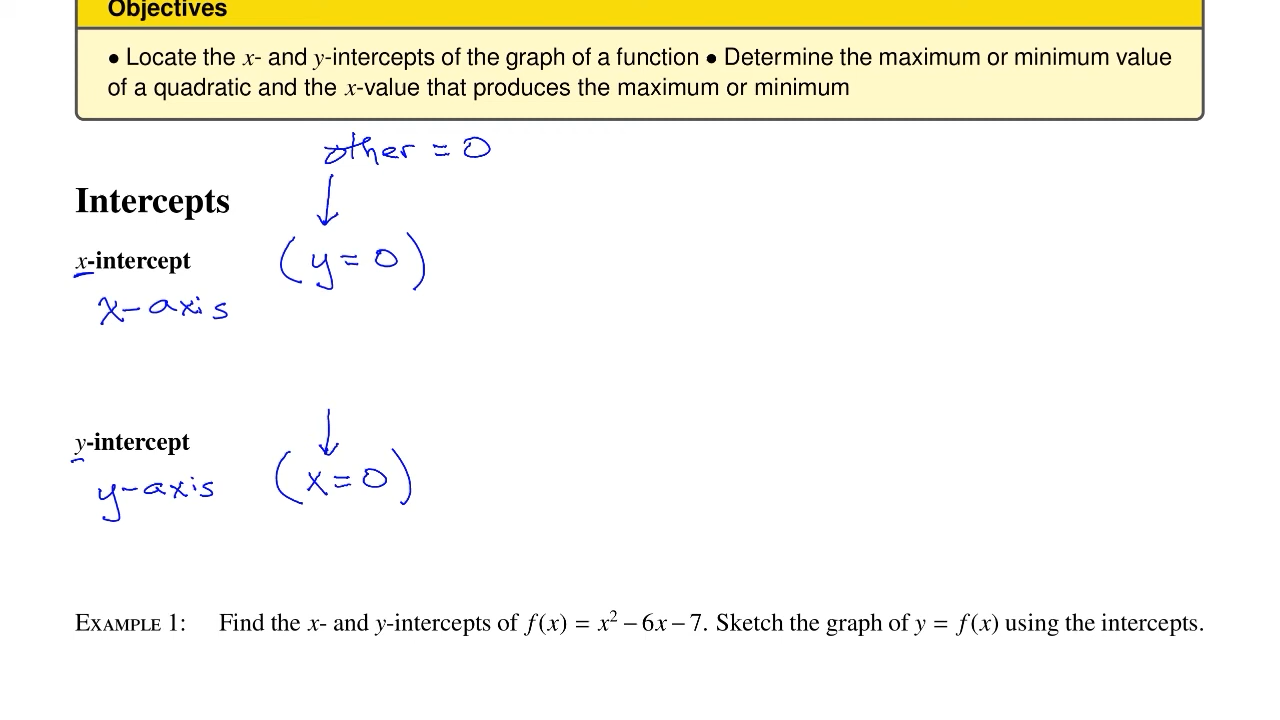 Objectives
• Locate the x- and y-intercepts of the graph of a function • Determine the maximum or minimum value
of a quadratic and the x-value that produces the maximum or minimum
other = 0
Intercepts
x-intercept (y = 0)
x-axis
y-intercept
y-axis (x = 0)
EXAMPLE 1: Find the x- and y-intercepts of f(x) = x² − 6x − 7. Sketch the graph of y = f(x) using the intercepts.